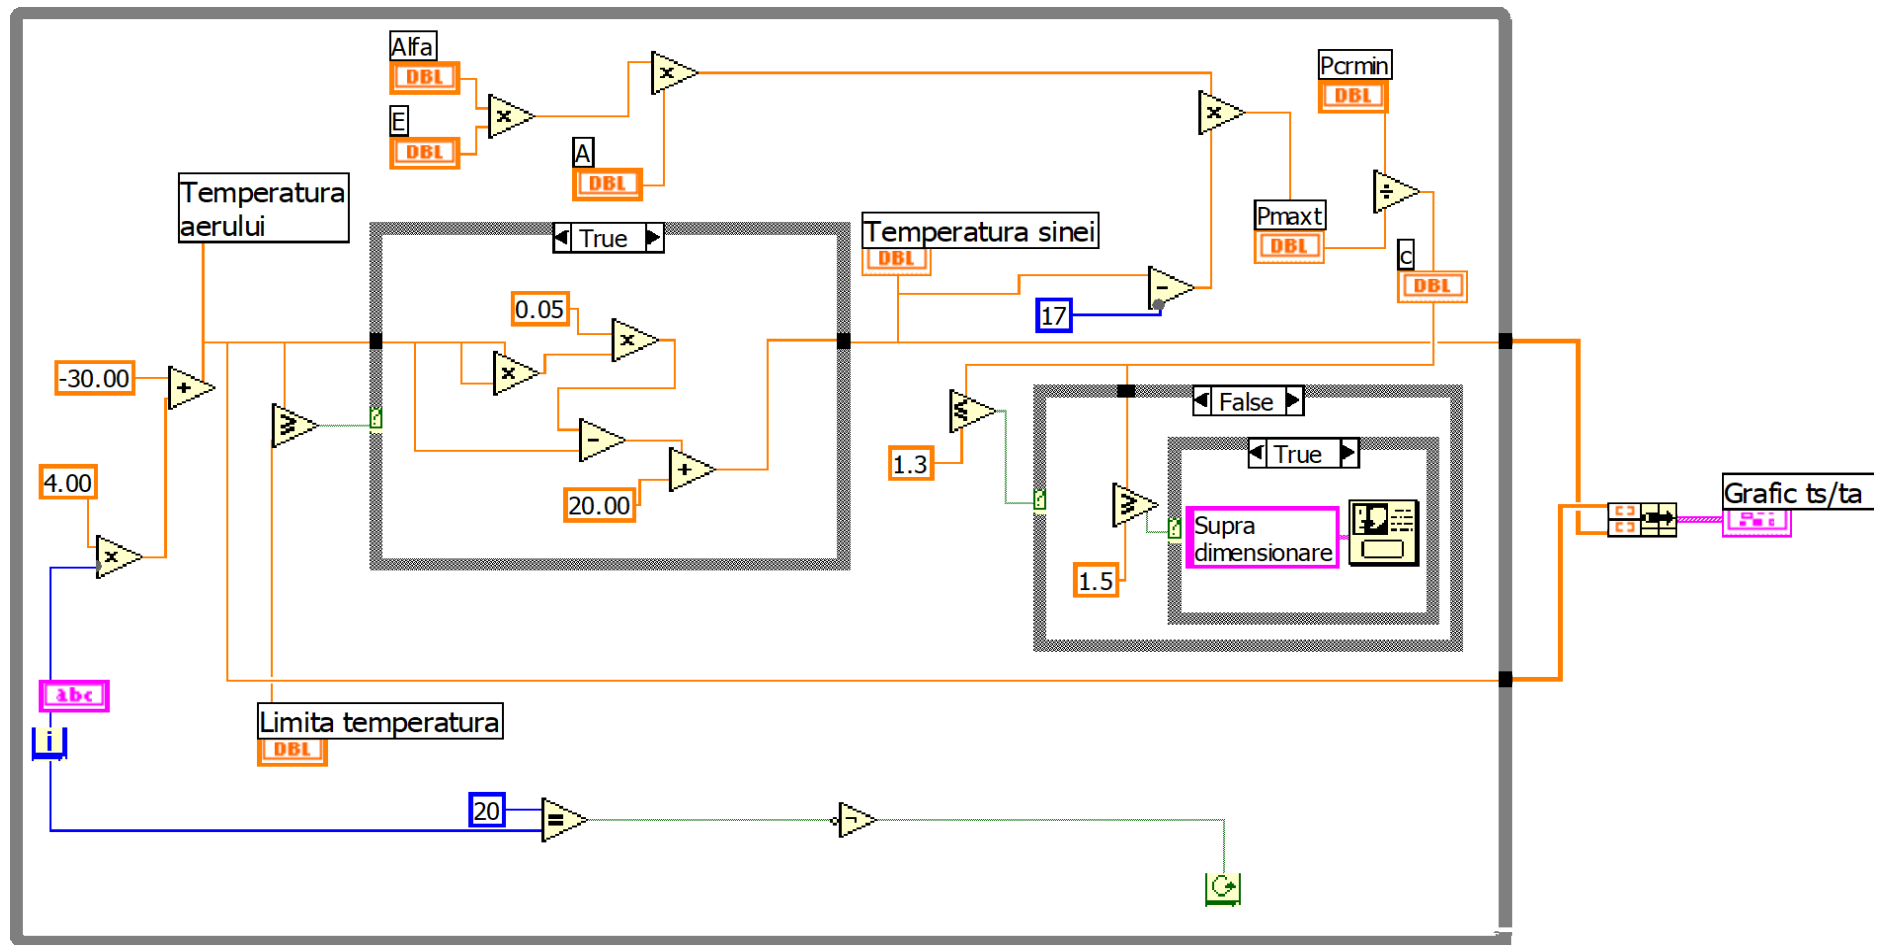 Alfa
DBL
E
DBL
A
DBL
Pcrmin
DBL
Temperatura
aerului
True
Temperatura sinei
DBL
Pmaxt
DBL
c
DBL
0.05
17
-30.00
4.00
20.00
1.3
False
True
Supra
dimensionare
1.5
Grafic ts/ta
abc
i
Limita temperatura
DBL
20